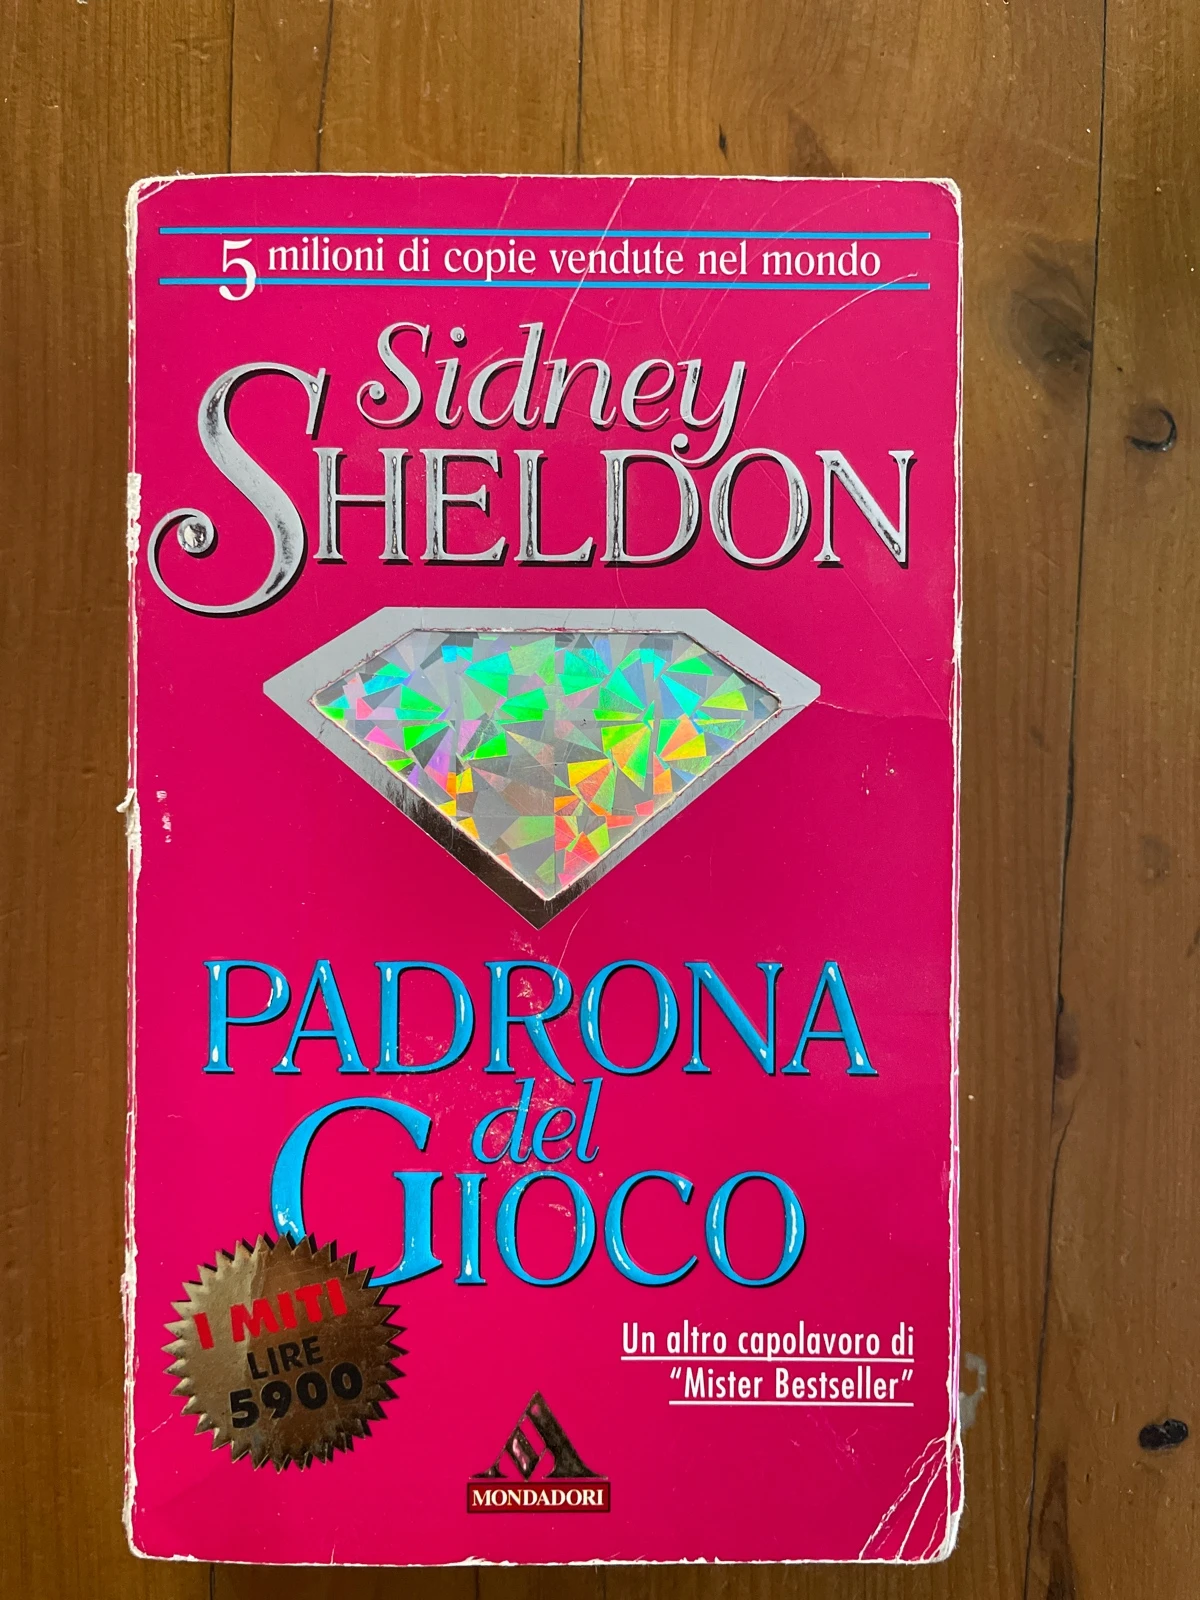 5 milioni di copie vendute nel mondo
Sidney
SHELDON
PADRONA
del
GIOCO
I MITI
LIRE
5900
Un altro capolavoro di
“Mister Bestseller”
MONDADORI